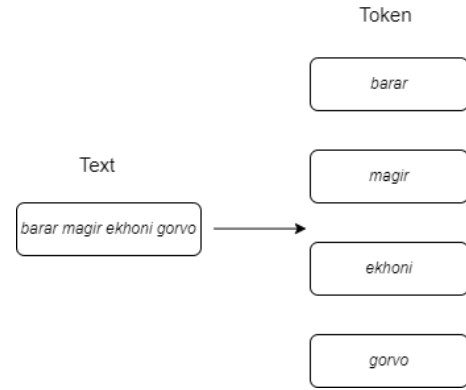 Token
barar
magir
Text
barar magir ekhoni gorvo
ekhoni
gorvo